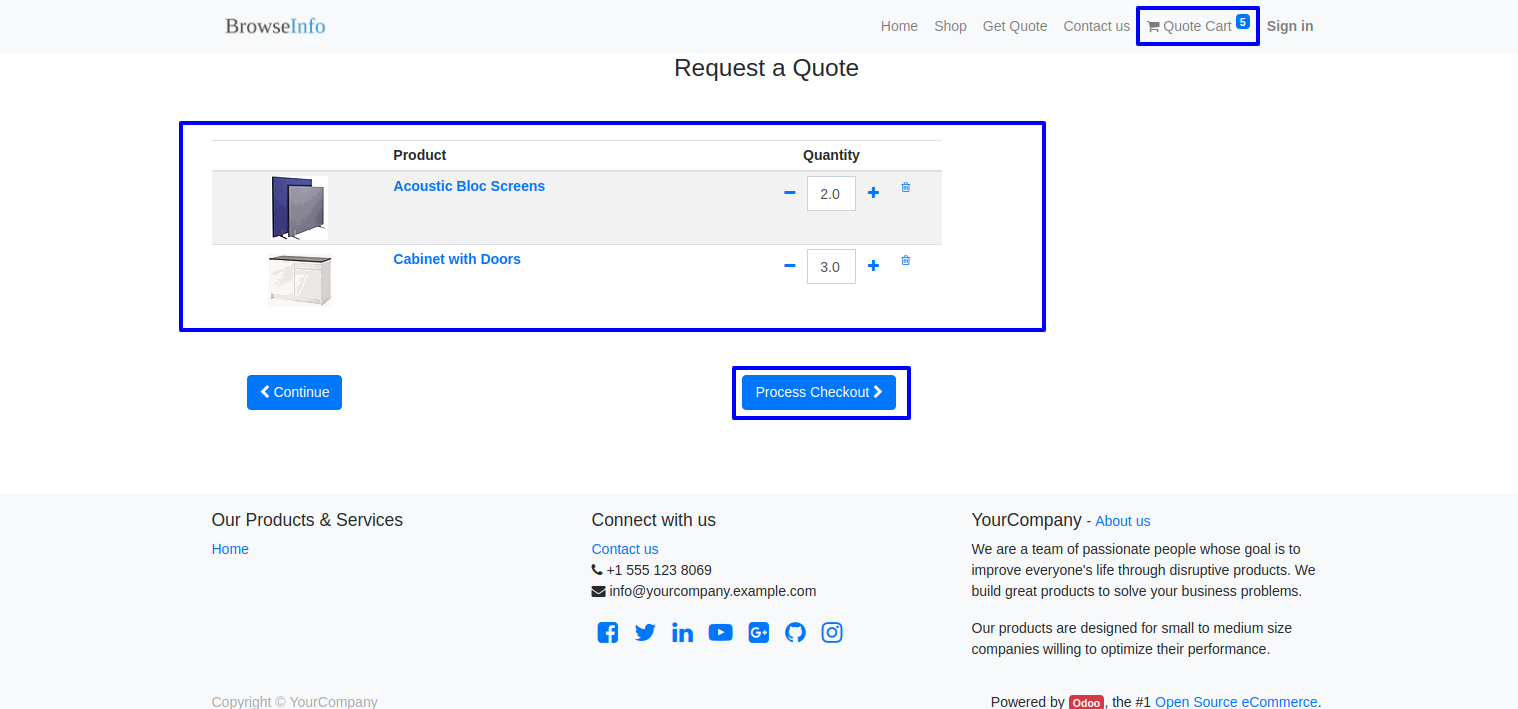 BrowseInfo
Home Shop Get Quote Contact us Quote Cart 5 Sign in
Request a Quote
Product Quantity
Acoustic Bloc Screens 2.0
Cabinet with Doors 3.0
Continue Process Checkout
Our Products & Services
Home
Connect with us
Contact us
+1 555 123 8069
info@yourcompany.example.com
YourCompany - About us
We are a team of passionate people whose goal is to
improve everyone's life through disruptive products. We
build great products to solve your business problems.
Our products are designed for small to medium size
companies willing to optimize their performance.
Copyright © YourCompany
Powered by Odoo, the #1 Open Source eCommerce.